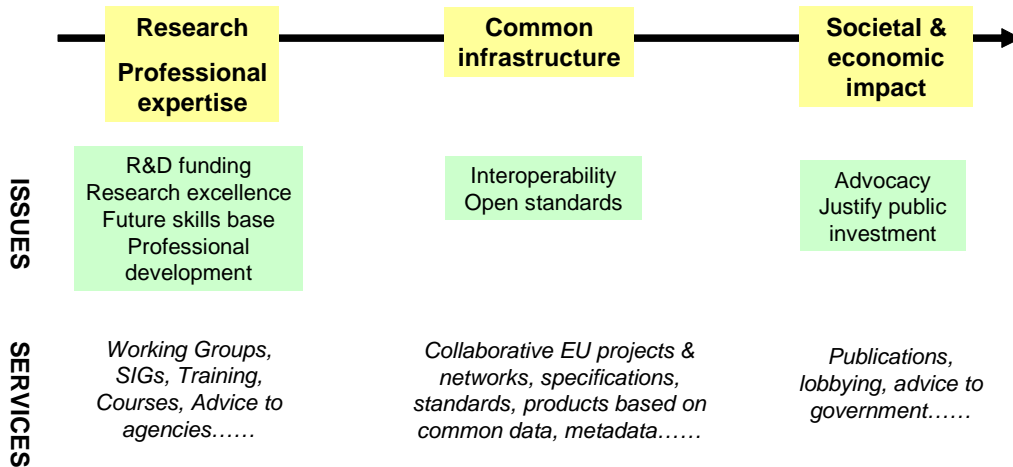 Research
Professional
expertise
Common
infrastructure
Societal &
economic
impact
ISSUES
R&D funding
Research excellence
Future skills base
Professional
development
Interoperability
Open standards
Advocacy
Justify public
investment
SERVICES
Working Groups,
SIGs, Training,
Courses, Advice to
agencies……
Collaborative EU projects &
networks, specifications,
standards, products based on
common data, metadata……
Publications,
lobbying, advice to
government……